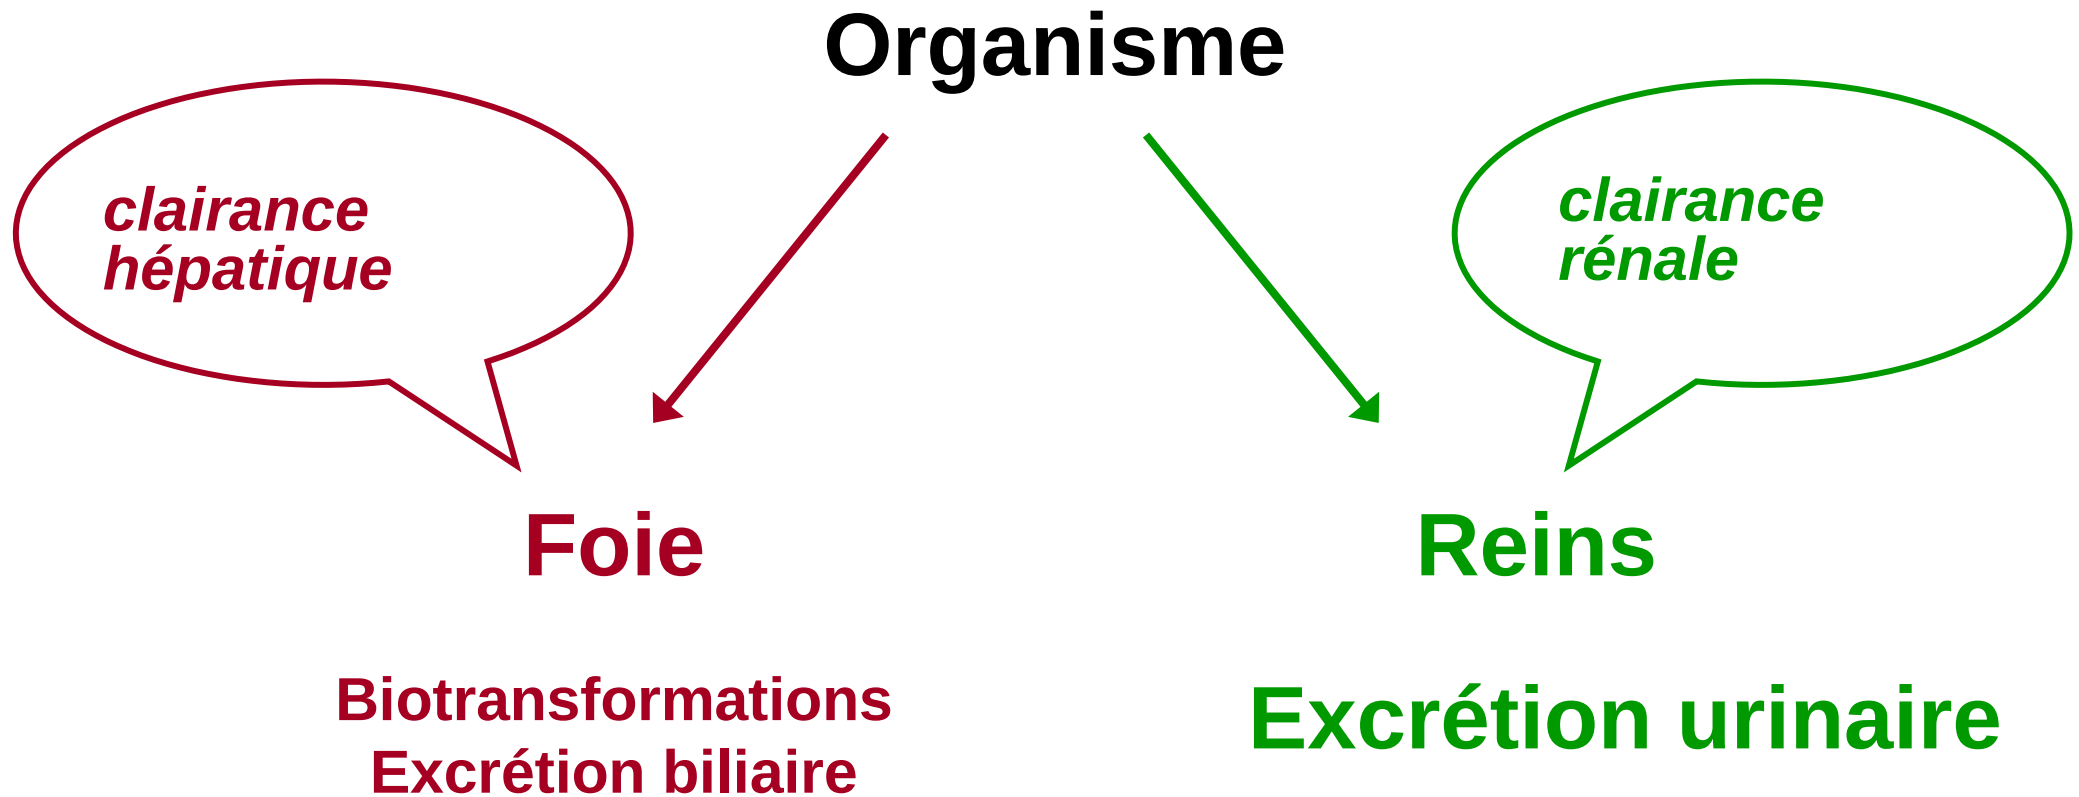 Organisme
clairance
hépatique
clairance
rénale
Foie
Reins
Biotransformations
Excrétion biliaire
Excrétion urinaire